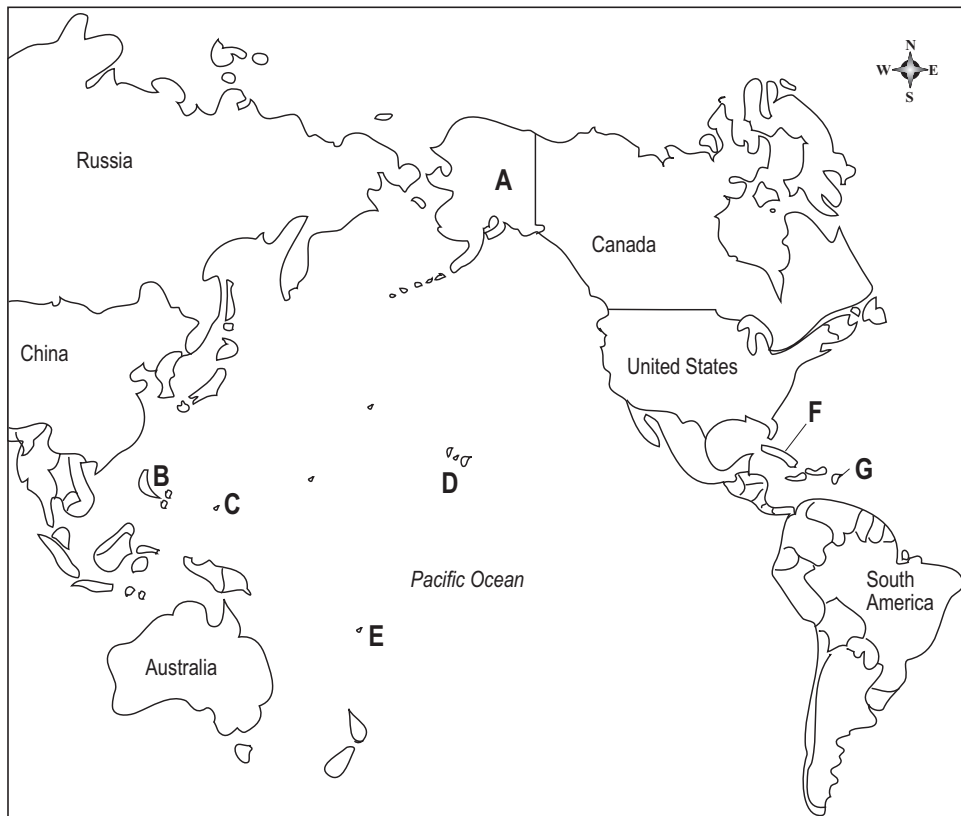 N
W E
S
Russia
A
Canada
China
United States
F
B
D
G
C
Pacific Ocean
South
America
E
Australia